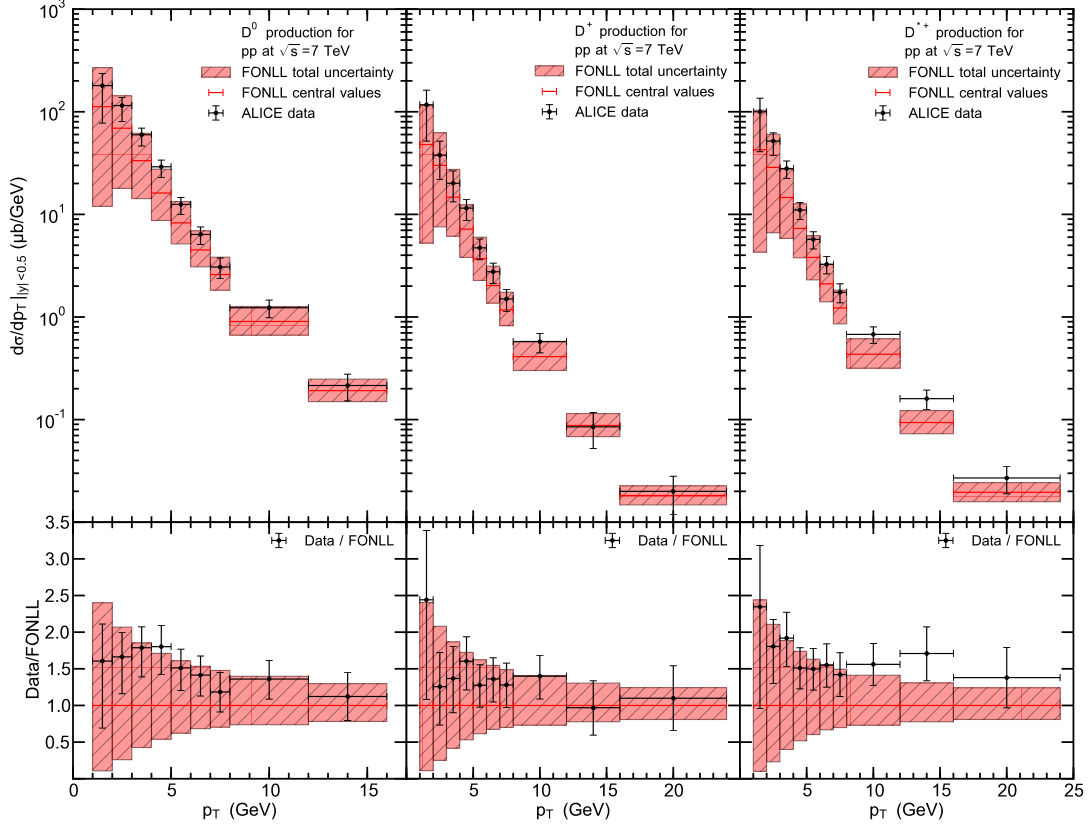 D⁰ production for
pp at √s=7 TeV
FONLL total uncertainty
FONLL central values
ALICE data
D⁺ production for
pp at √s=7 TeV
FONLL total uncertainty
FONLL central values
ALICE data
D*⁺ production for
pp at √s=7 TeV
FONLL total uncertainty
FONLL central values
ALICE data
10³
10²
10¹
10⁰
10⁻¹
dσ/dp_T|_|y|<0.5 (μb/GeV)
Data / FONLL
Data / FONLL
Data / FONLL
3.5
3.0
2.5
2.0
1.5
1.0
0.5
0
Data/FONLL
0 5 10 15
5 10 15 20
5 10 15 20 25
p_T (GeV)
p_T (GeV)
p_T (GeV)